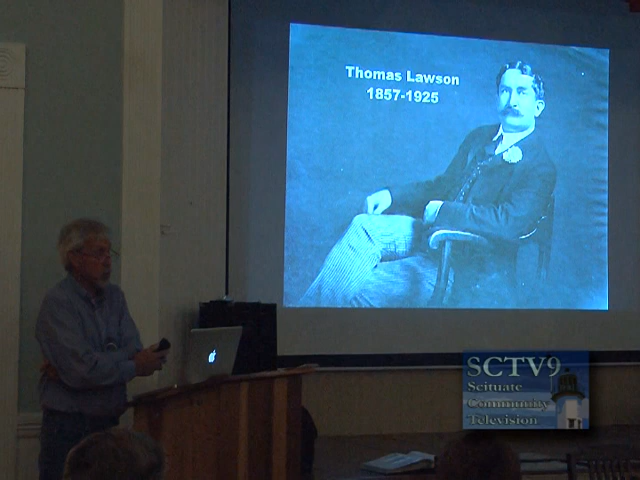 Thomas Lawson
1857-1925
SCTV9
Scituate
Community
Television